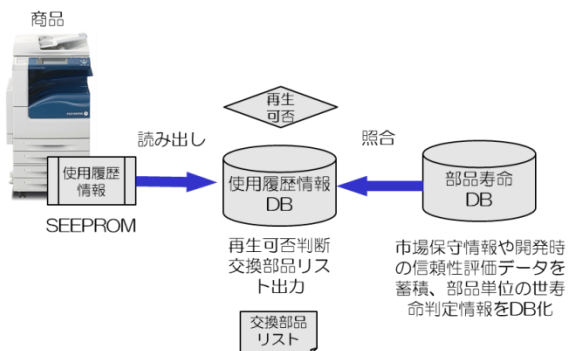 商品
再生
可否
読み出し
照合
使用履歴
情報
使用履歴情報
DB
部品寿命
DB
SEEPROM
再生可否判断
交換部品リス
ト出力
市場保守情報や開発時
の信頼性評価データを
蓄積、部品単位の世寿
命判定情報をDB化
交換部品
リスト